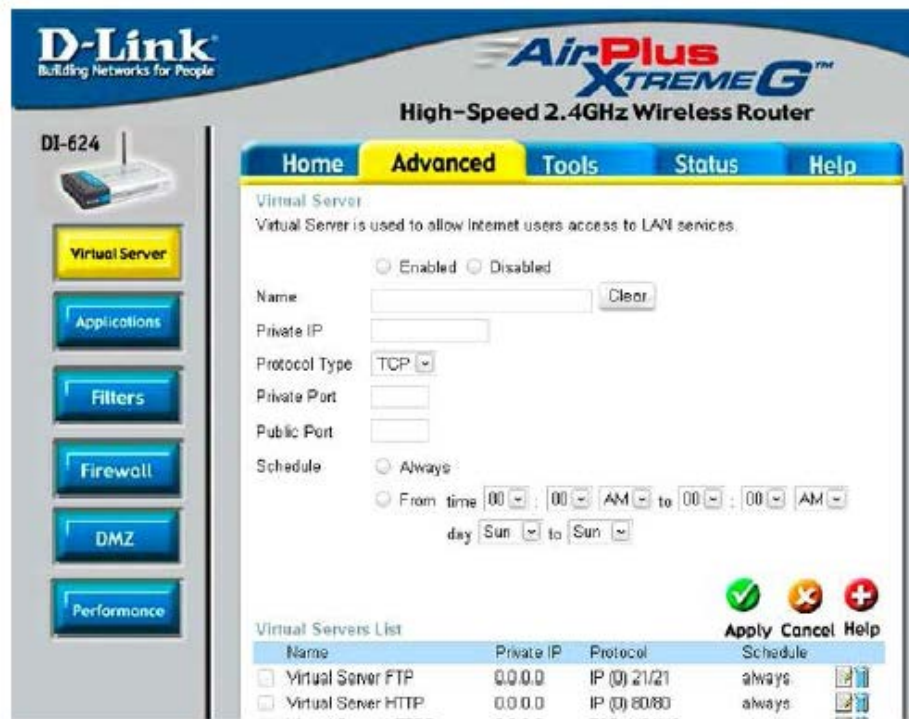 D-Link
Building Networks for People
AirPlus
XTREME G™
High-Speed 2.4GHz Wireless Router
DI-624
Home Advanced Tools Status Help
Virtual Server
Applications
Filters
Firewall
DMZ
Performance
Virtual Server
Virtual Server is used to allow Internet users access to LAN services.
Enabled Disabled
Name Clear
Private IP
Protocol Type TCP
Private Port
Public Port
Schedule Always
From time 00 : 00 AM to 00 : 00 AM
day Sun to Sun
Apply Cancel Help
Virtual Servers List
Name Private IP Protocol Schedule
Virtual Server FTP 0.0.0.0 IP (0) 21/21 always
Virtual Server HTTP 0.0.0.0 IP (0) 80/80 always